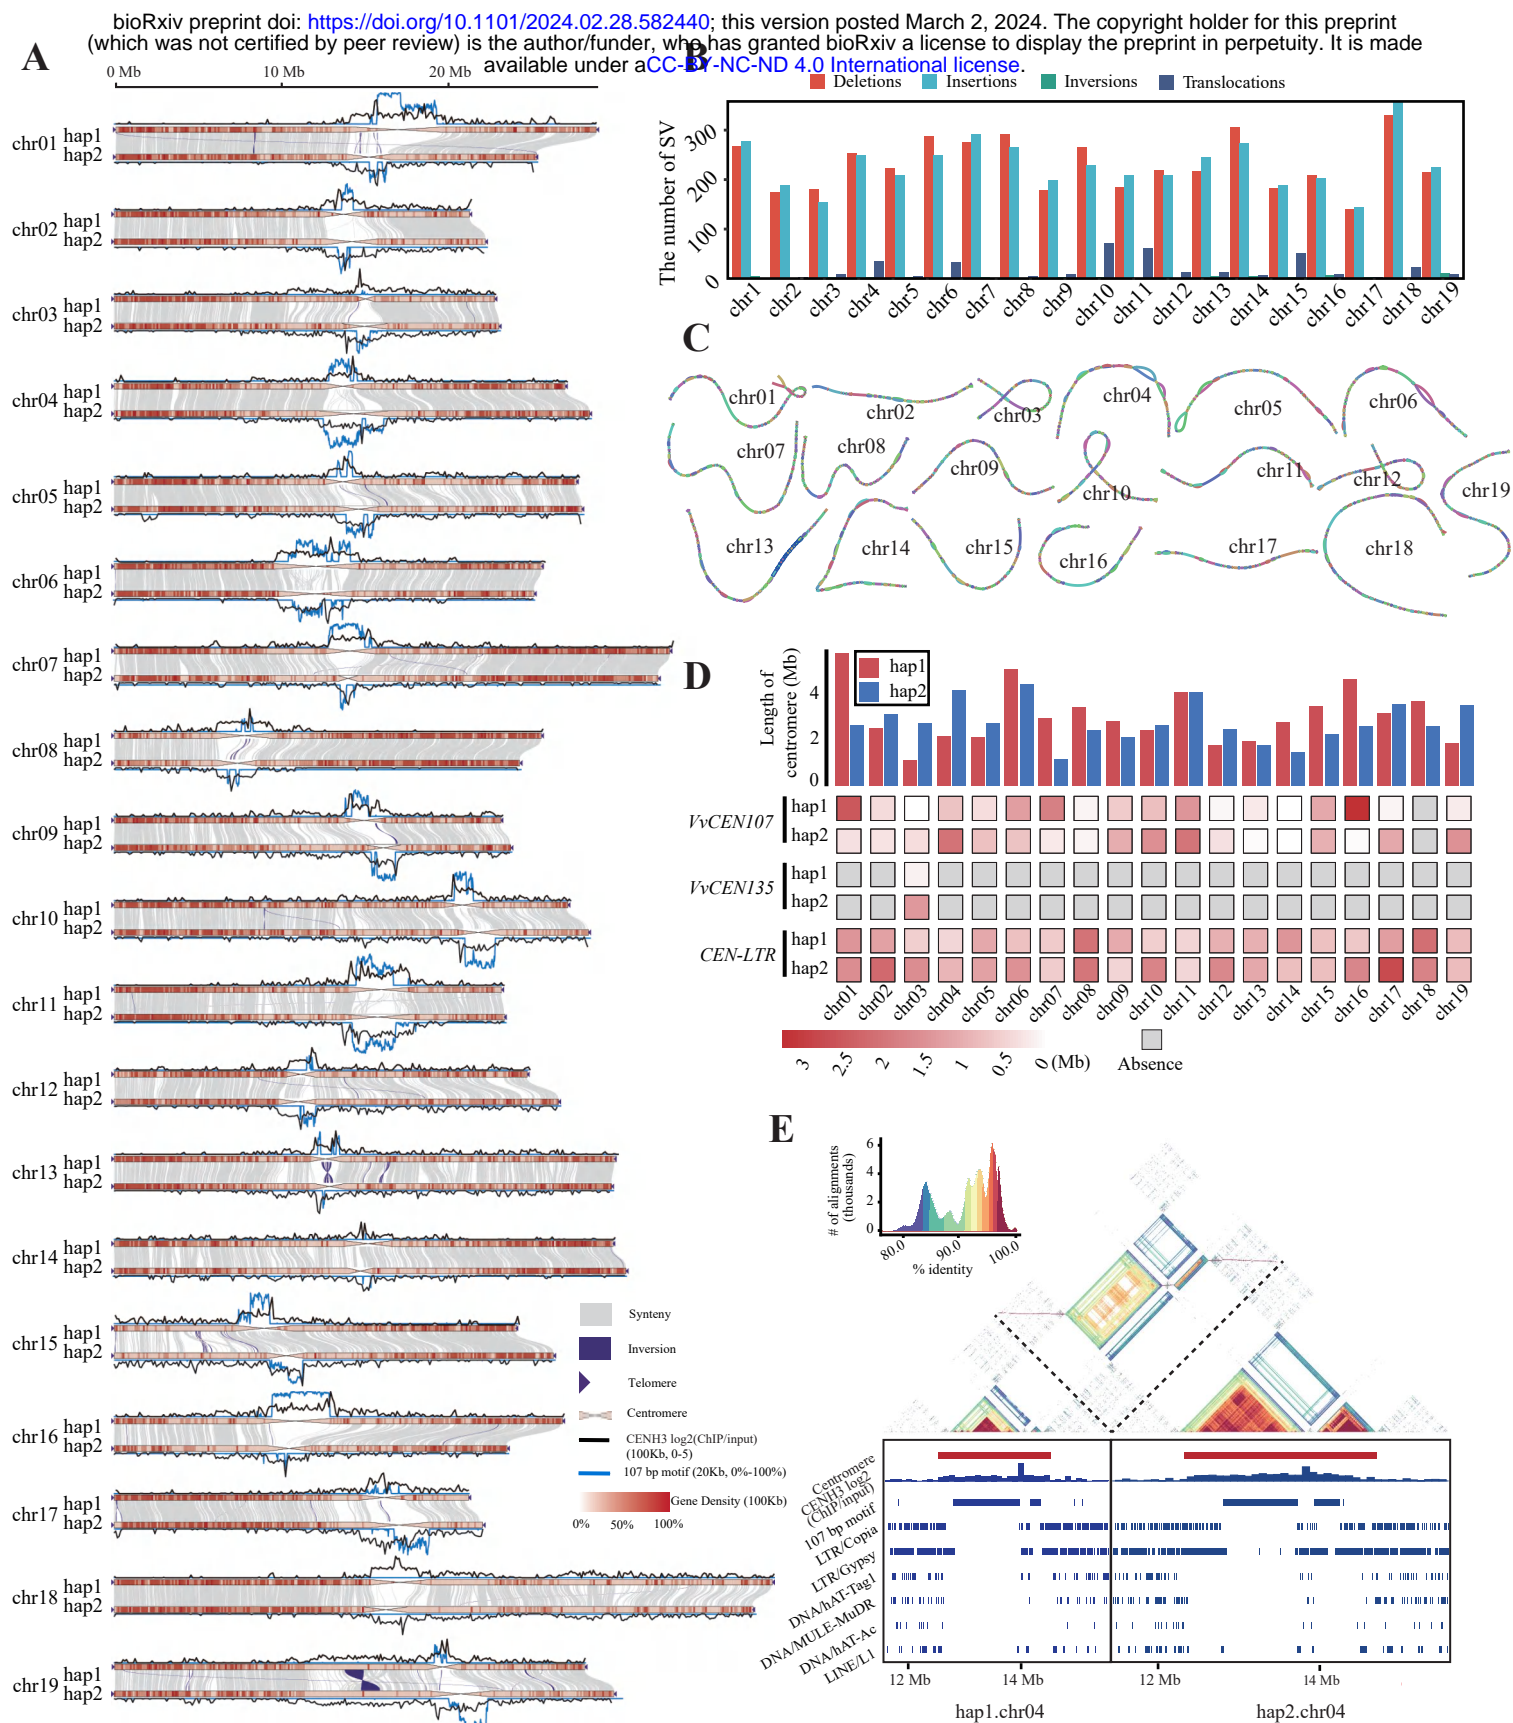 bioRxiv preprint doi: https://doi.org/10.1101/2024.02.28.582440; this version posted March 2, 2024. The copyright holder for this preprint
(which was not certified by peer review) is the author/funder, who has granted bioRxiv a license to display the preprint in perpetuity. It is made
available under aCC-BY-NC-ND 4.0 International license.
A
0 Mb 10 Mb 20 Mb
chr01 hap1
hap2
chr02 hap1
hap2
chr03 hap1
hap2
chr04 hap1
hap2
chr05 hap1
hap2
chr06 hap1
hap2
chr07 hap1
hap2
chr08 hap1
hap2
chr09 hap1
hap2
chr10 hap1
hap2
chr11 hap1
hap2
chr12 hap1
hap2
chr13 hap1
hap2
chr14 hap1
hap2
chr15 hap1
hap2
chr16 hap1
hap2
chr17 hap1
hap2
chr18 hap1
hap2
chr19 hap1
hap2
Synteny
Inversion
Telomere
Centromere
CENH3 log2(ChIP/input)
(100Kb, 0-5)
107 bp motif (20Kb, 0%-100%)
Gene Density (100Kb)
0% 50% 100%
B
Deletions Insertions Inversions Translocations
The number of SV
300
200
100
0
chr1 chr2 chr3 chr4 chr5 chr6 chr7 chr8 chr9 chr10 chr11 chr12 chr13 chr14 chr15 chr16 chr17 chr18 chr19
C
chr01 chr02 chr03 chr04 chr05 chr06
chr07 chr08 chr09 chr10 chr11 chr12 chr19
chr13 chr14 chr15 chr16 chr17 chr18
D
Length of
centromere (Mb)
4
2
0
hap1
hap2
VvCEN107 hap1
hap2
VvCEN135 hap1
hap2
CEN-LTR hap1
hap2
chr01 chr02 chr03 chr04 chr05 chr06 chr07 chr08 chr09 chr10 chr11 chr12 chr13 chr14 chr15 chr16 chr17 chr18 chr19
3 2.5 2 1.5 1 0.5 0 (Mb)
Absence
E
# of alignments
(thousands)
6
4
2
0
80.0 90.0 100.0
% identity
Centromere
CENH3 log2
(ChIP/input)
107 bp motif
LTR/Copia
LTR/Gypsy
DNA/hAT-Tag1
DNA/MULE-MuDR
DNA/hAT-Ac
LINE/L1
12 Mb 14 Mb 12 Mb 14 Mb
hap1.chr04 hap2.chr04